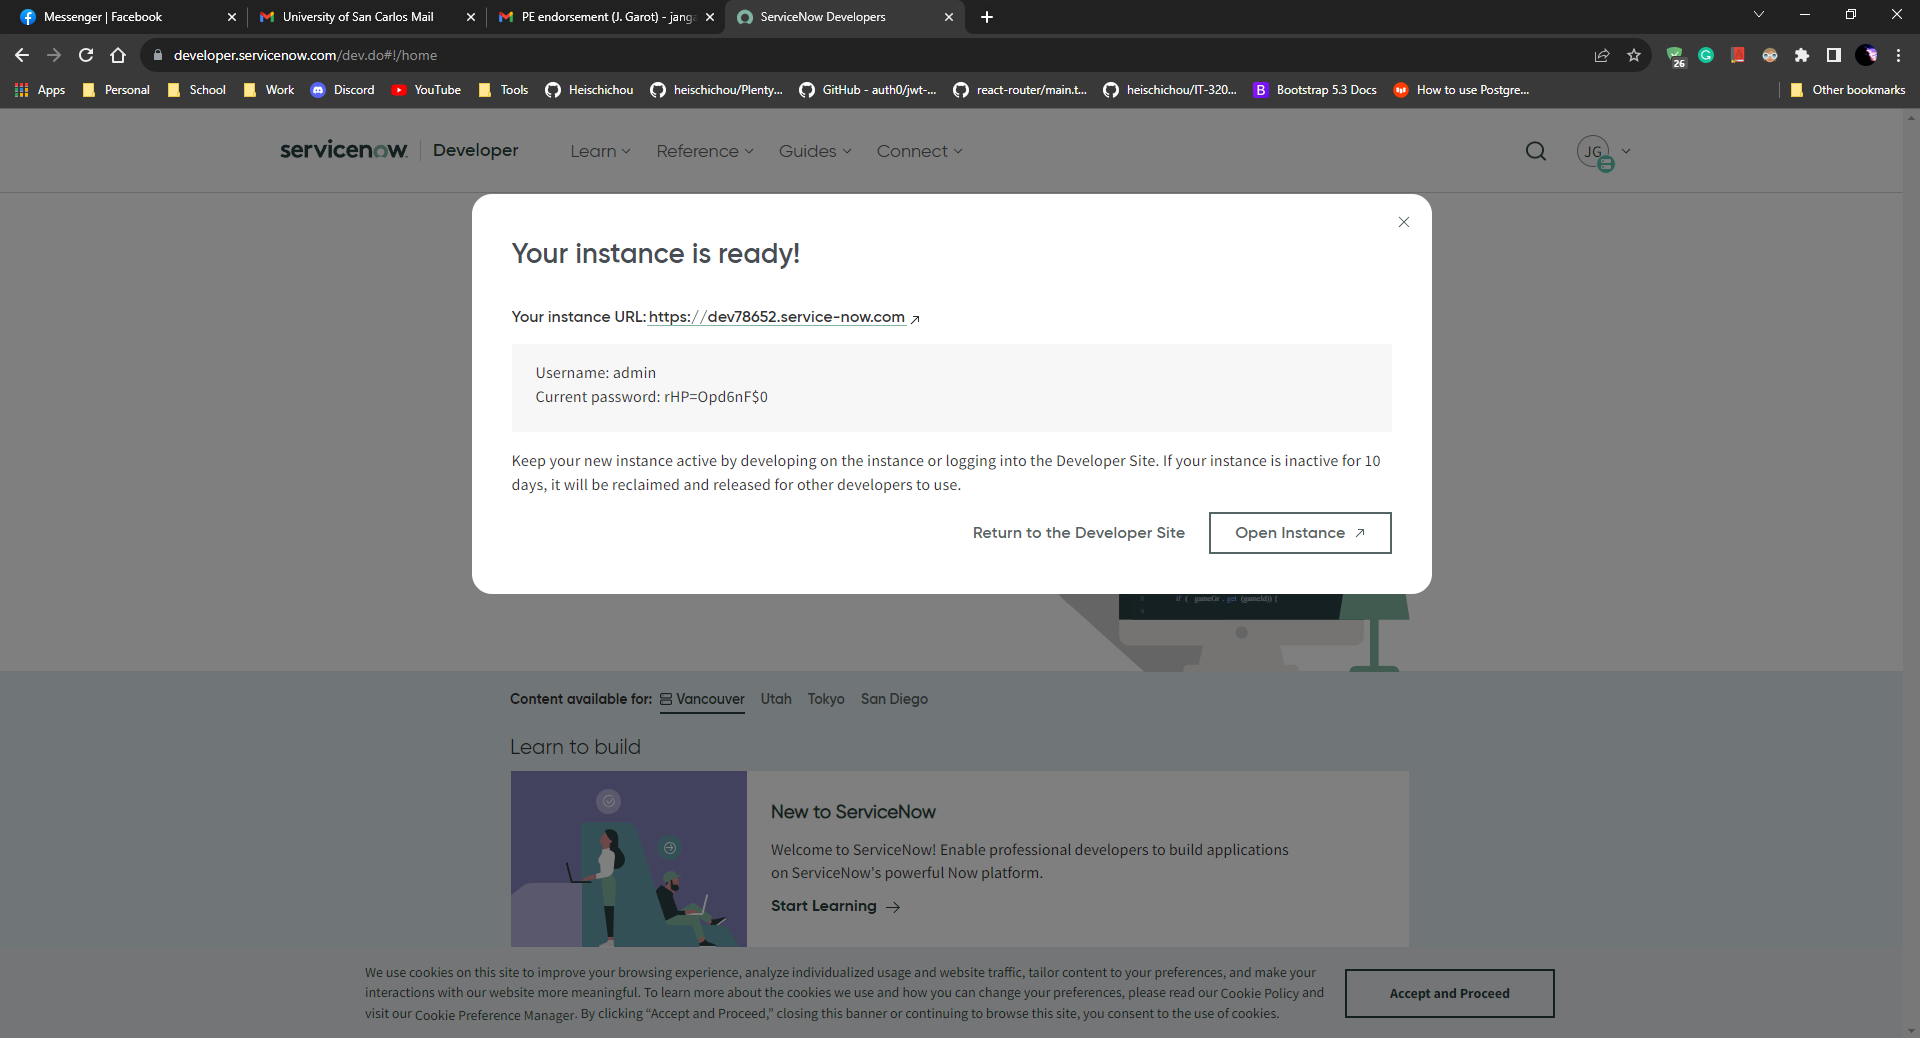 Messenger | Facebook
University of San Carlos Mail
PE endorsement (J. Garot) - janga
ServiceNow Developers
developer.servicenow.com/dev.do#!/home
26
Apps
Personal
School
Work
Discord
YouTube
Tools
Heischichou
heischichou/Plenty...
GitHub - auth0/jwt-...
react-router/main.t...
heischichou/IT-320...
Bootstrap 5.3 Docs
How to use Postgre...
Other bookmarks
servicenow
Developer
Learn
Reference
Guides
Connect
JG
Your instance is ready!
Your instance URL: https://dev78652.service-now.com
Username: admin
Current password: rHP=Opd6nF$0
Keep your new instance active by developing on the instance or logging into the Developer Site. If your instance is inactive for 10
days, it will be reclaimed and released for other developers to use.
Return to the Developer Site
Open Instance
if ( gameGr . get (gameId)) {
Content available for:
Vancouver
Utah
Tokyo
San Diego
Learn to build
New to ServiceNow
Welcome to ServiceNow! Enable professional developers to build applications
on ServiceNow's powerful Now platform.
Start Learning
We use cookies on this site to improve your browsing experience, analyze individualized usage and website traffic, tailor content to your preferences, and make your
interactions with our website more meaningful. To learn more about the cookies we use and how you can change your preferences, please read our Cookie Policy and
visit our Cookie Preference Manager. By clicking “Accept and Proceed,” closing this banner or continuing to browse this site, you consent to the use of cookies.
Accept and Proceed